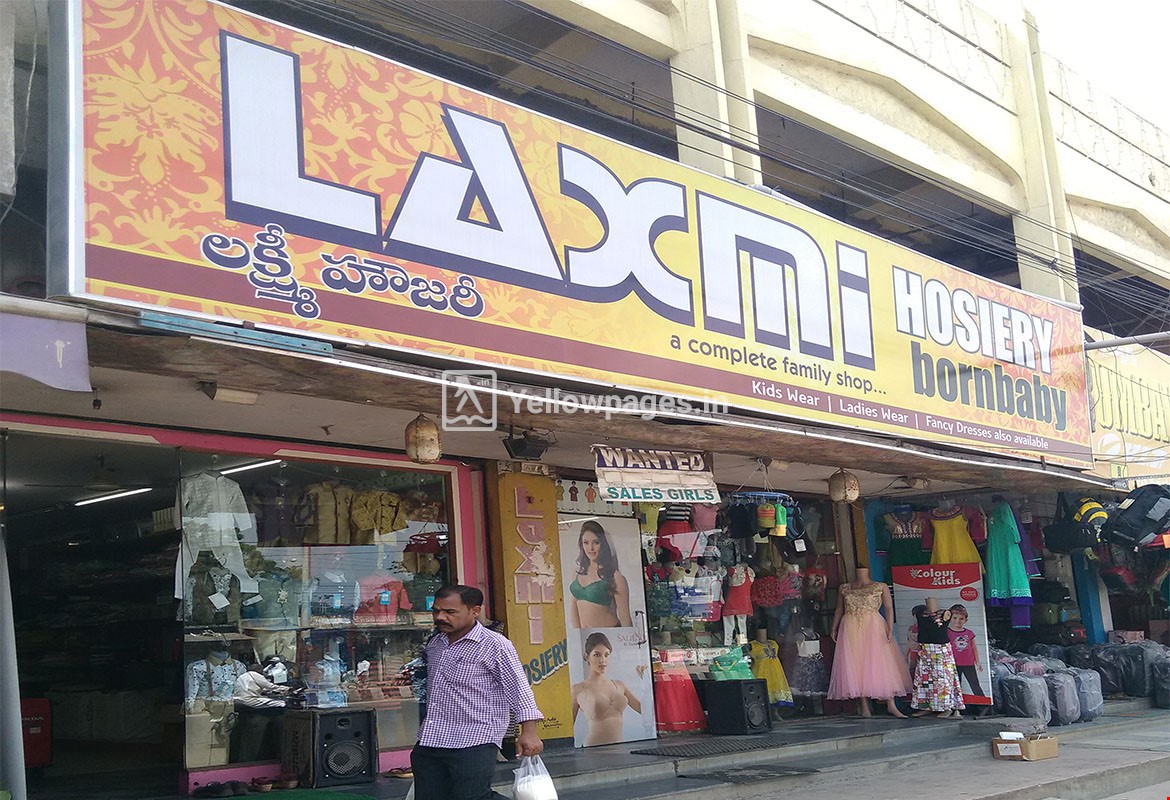 LAXMI
లక్ష్మీ హౌజరీ
HOSIERY
bornbaby
a complete family shop...
Kids Wear | Ladies Wear | Fancy Dresses also available
Yellowpages.in
WANTED
SALES GIRLS
LAXMI
HOSIERY
Colour Kids